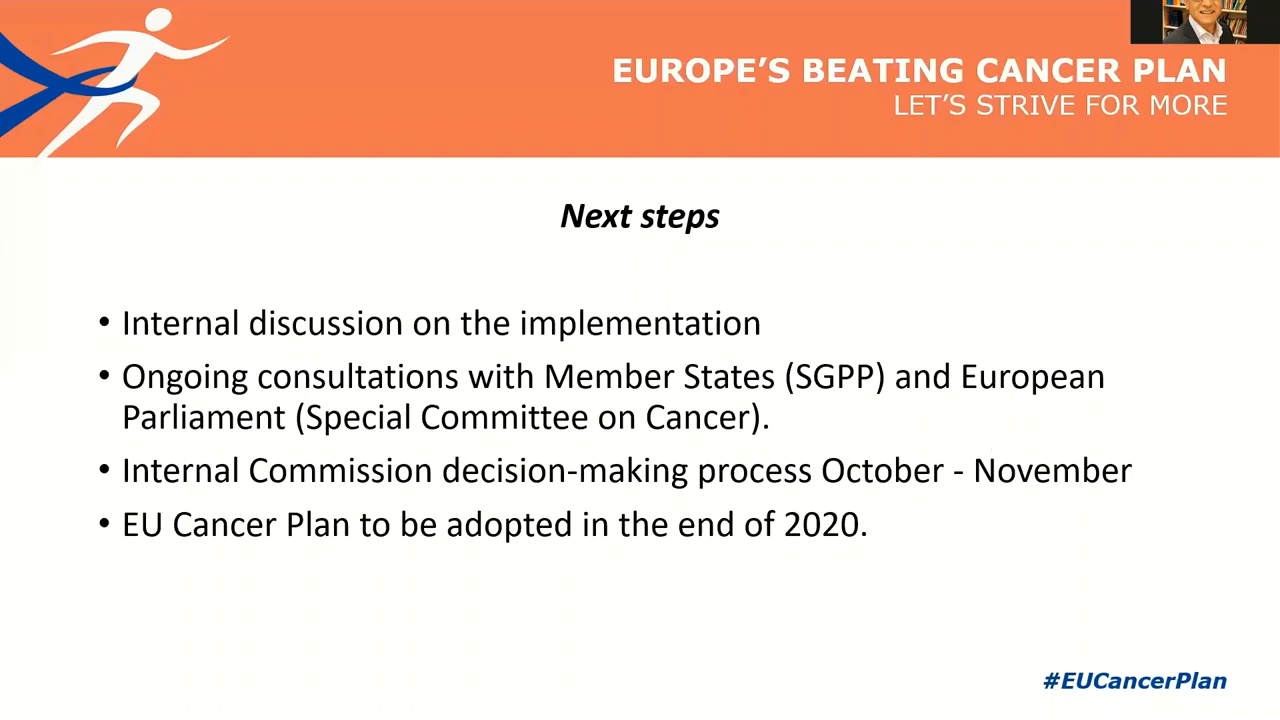 EUROPE'S BEATING CANCER PLAN
LET'S STRIVE FOR MORE
Next steps
• Internal discussion on the implementation
• Ongoing consultations with Member States (SGPP) and European
Parliament (Special Committee on Cancer).
• Internal Commission decision-making process October - November
• EU Cancer Plan to be adopted in the end of 2020.
#EUCancerPlan